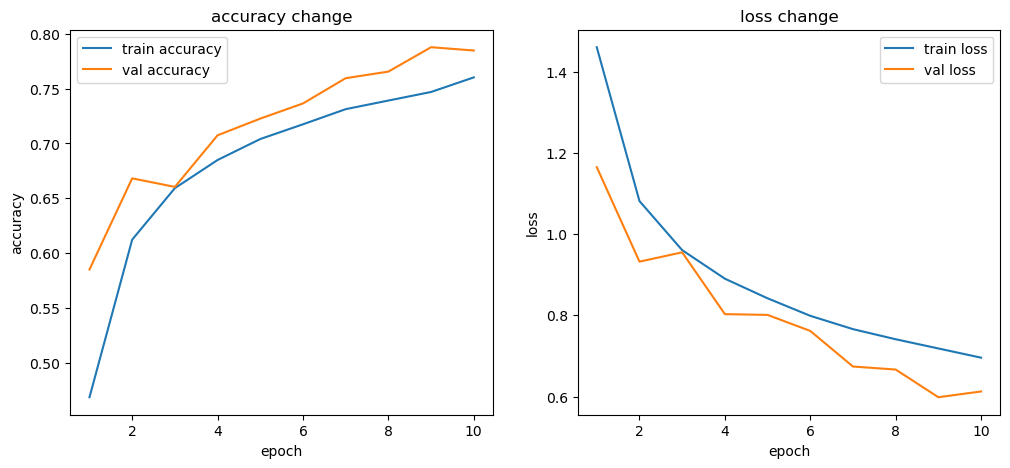 accuracy change
train accuracy
val accuracy
0.80
0.75
0.70
0.65
0.60
0.55
0.50
accuracy
2 4 6 8 10
epoch
loss change
train loss
val loss
1.4
1.2
1.0
0.8
0.6
loss
2 4 6 8 10
epoch